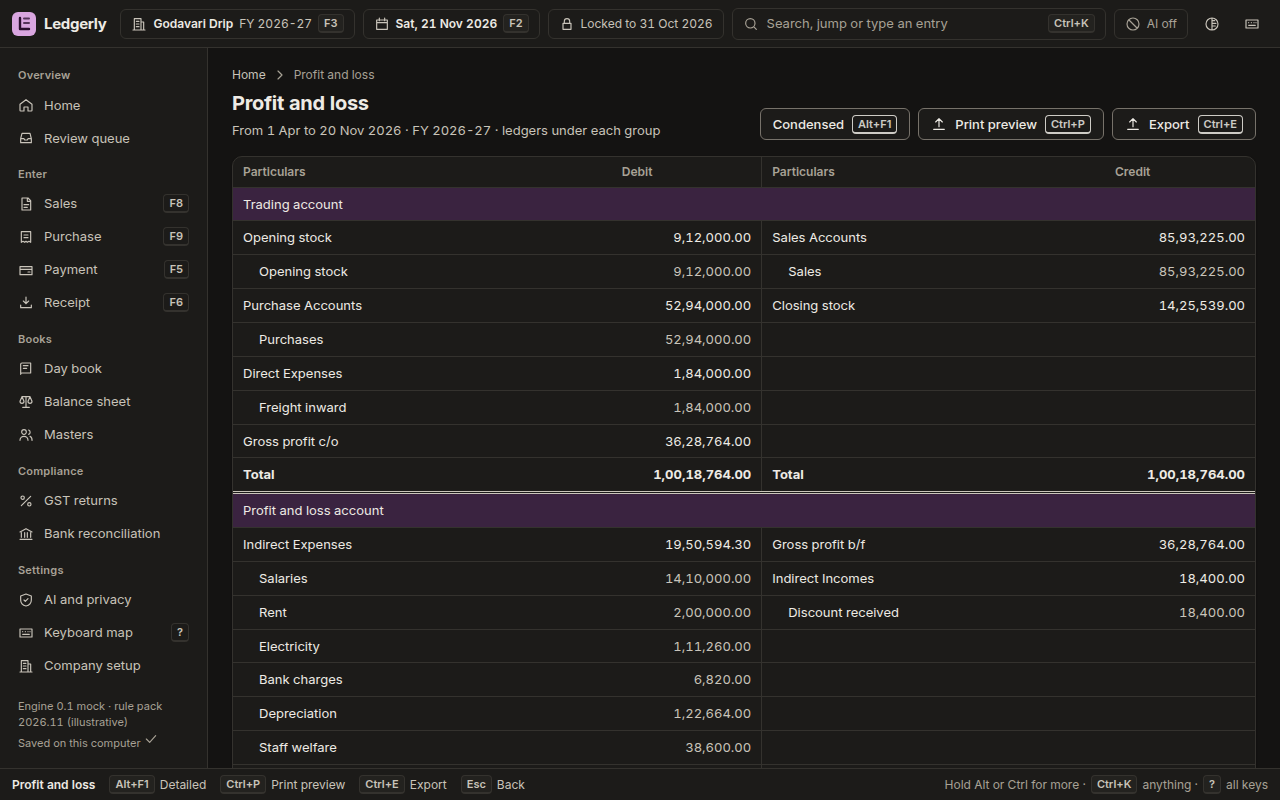 Ledgerly
Godavari Drip FY 2026-27 F3
Sat, 21 Nov 2026 F2
Locked to 31 Oct 2026
Search, jump or type an entry Ctrl+K
AI off
Overview
Home
Review queue
Enter
Sales F8
Purchase F9
Payment F5
Receipt F6
Books
Day book
Balance sheet
Masters
Compliance
GST returns
Bank reconciliation
Settings
AI and privacy
Keyboard map ?
Company setup
Engine 0.1 mock · rule pack
2026.11 (illustrative)
Saved on this computer
Home > Profit and loss
Profit and loss
From 1 Apr to 20 Nov 2026 · FY 2026-27 · ledgers under each group
Condensed Alt+F1
Print preview Ctrl+P
Export Ctrl+E
Particulars Debit Particulars Credit
Trading account
Opening stock 9,12,000.00 Sales Accounts 85,93,225.00
Opening stock 9,12,000.00 Sales 85,93,225.00
Purchase Accounts 52,94,000.00 Closing stock 14,25,539.00
Purchases 52,94,000.00
Direct Expenses 1,84,000.00
Freight inward 1,84,000.00
Gross profit c/o 36,28,764.00
Total 1,00,18,764.00 Total 1,00,18,764.00
Profit and loss account
Indirect Expenses 19,50,594.30 Gross profit b/f 36,28,764.00
Salaries 14,10,000.00 Indirect Incomes 18,400.00
Rent 2,00,000.00 Discount received 18,400.00
Electricity 1,11,260.00
Bank charges 6,820.00
Depreciation 1,22,664.00
Staff welfare 38,600.00
Profit and loss Alt+F1 Detailed Ctrl+P Print preview Ctrl+E Export Esc Back
Hold Alt or Ctrl for more · Ctrl+K anything · ? all keys